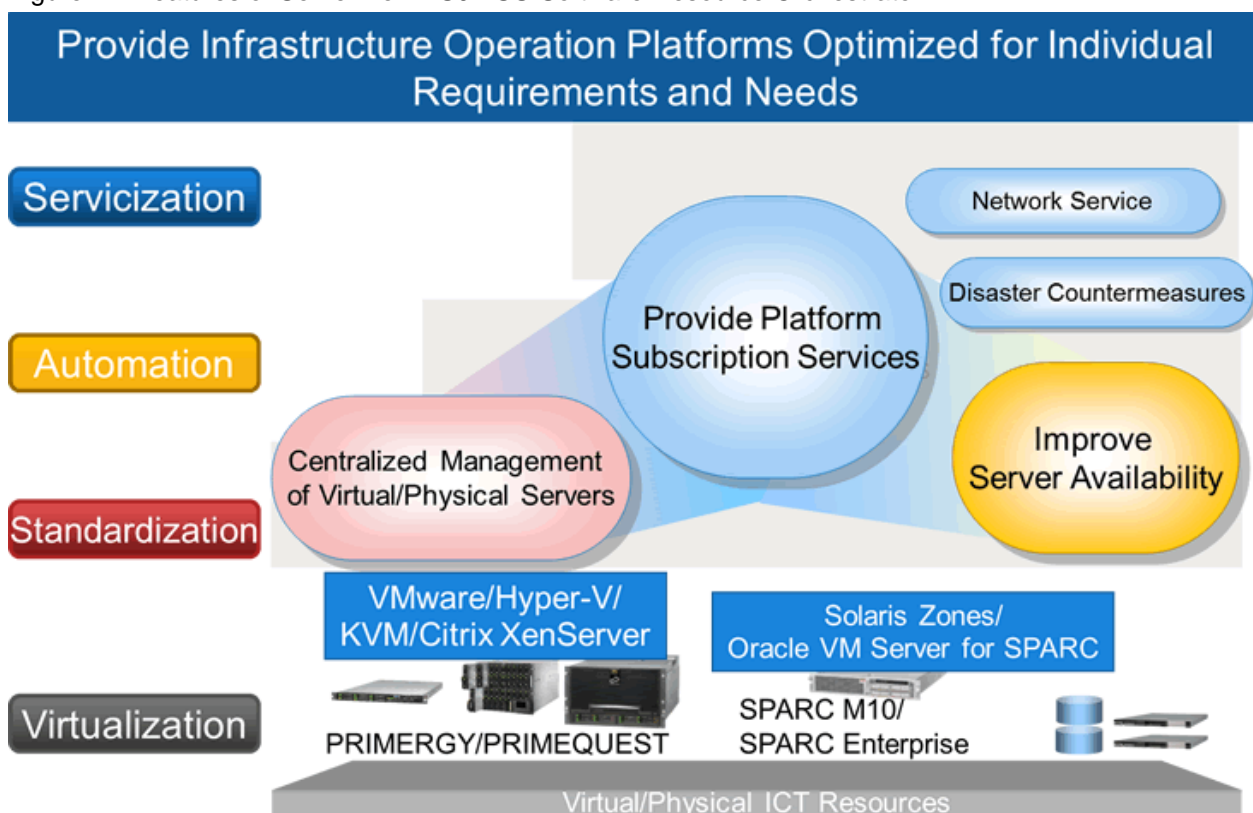 Provide Infrastructure Operation Platforms Optimized for Individual
Requirements and Needs
Servicization
Network Service
Disaster Countermeasures
Provide Platform
Subscription Services
Automation
Improve
Server Availability
Centralized Management
of Virtual/Physical Servers
Standardization
VMware/Hyper-V/
KVM/Citrix XenServer
Solaris Zones/
Oracle VM Server for SPARC
Virtualization
PRIMERGY/PRIMEQUEST
SPARC M10/
SPARC Enterprise
Virtual/Physical ICT Resources